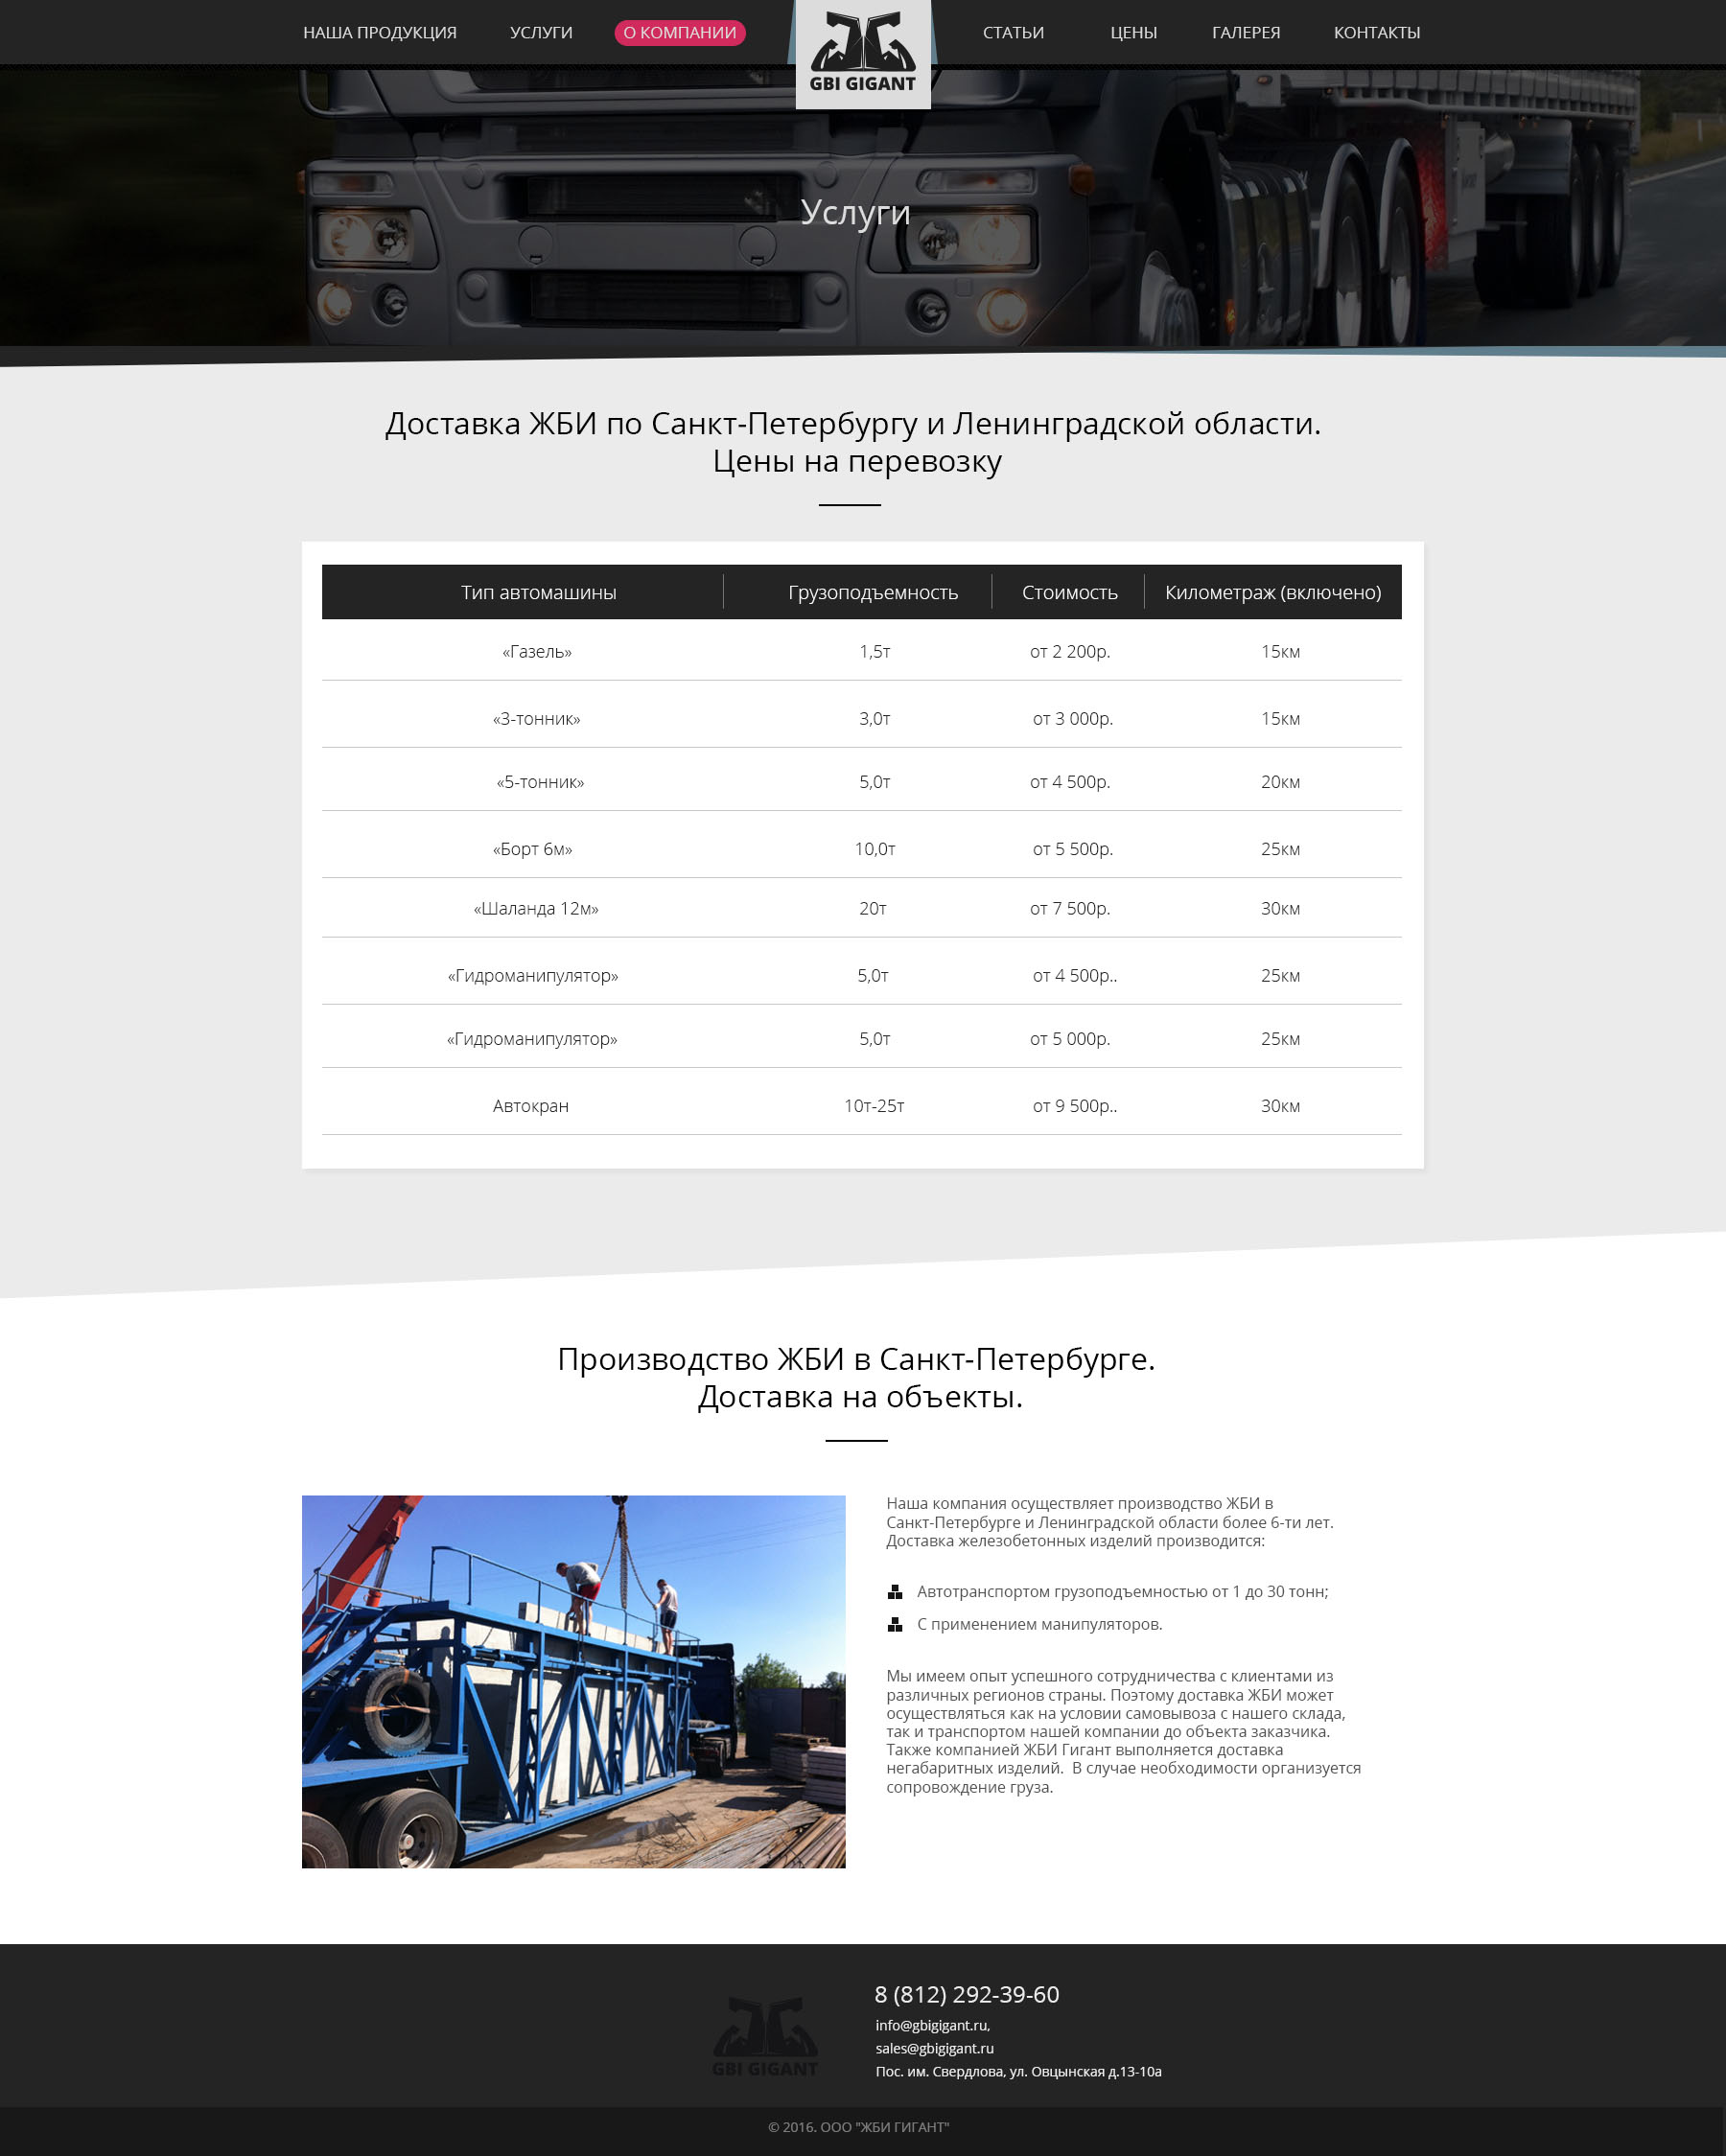 НАША ПРОДУКЦИЯ УСЛУГИ О КОМПАНИИ GBI GIGANT СТАТЬИ ЦЕНЫ ГАЛЕРЕЯ КОНТАКТЫ
Услуги
Доставка ЖБИ по Санкт-Петербургу и Ленинградской области.
Цены на перевозку
Тип автомашины Грузоподъемность Стоимость Километраж (включено)
«Газель» 1,5т от 2 200р. 15км
«3-тонник» 3,0т от 3 000р. 15км
«5-тонник» 5,0т от 4 500р. 20км
«Борт 6м» 10,0т от 5 500р. 25км
«Шаланда 12м» 20т от 7 500р. 30км
«Гидроманипулятор» 5,0т от 4 500р.. 25км
«Гидроманипулятор» 5,0т от 5 000р. 25км
Автокран 10т-25т от 9 500р.. 30км
Производство ЖБИ в Санкт-Петербурге.
Доставка на объекты.
Наша компания осуществляет производство ЖБИ в
Санкт-Петербурге и Ленинградской области более 6-ти лет.
Доставка железобетонных изделий производится:
Автотранспортом грузоподъемностью от 1 до 30 тонн;
С применением манипуляторов.
Мы имеем опыт успешного сотрудничества с клиентами из
различных регионов страны. Поэтому доставка ЖБИ может
осуществляться как на условии самовывоза с нашего склада,
так и транспортом нашей компании до объекта заказчика.
Также компанией ЖБИ Гигант выполняется доставка
негабаритных изделий. В случае необходимости организуется
сопровождение груза.
GBI GIGANT
8 (812) 292-39-60
info@gbigigant.ru,
sales@gbigigant.ru
Пос. им. Свердлова, ул. Овцынская д.13-10а
© 2016. ООО "ЖБИ ГИГАНТ"